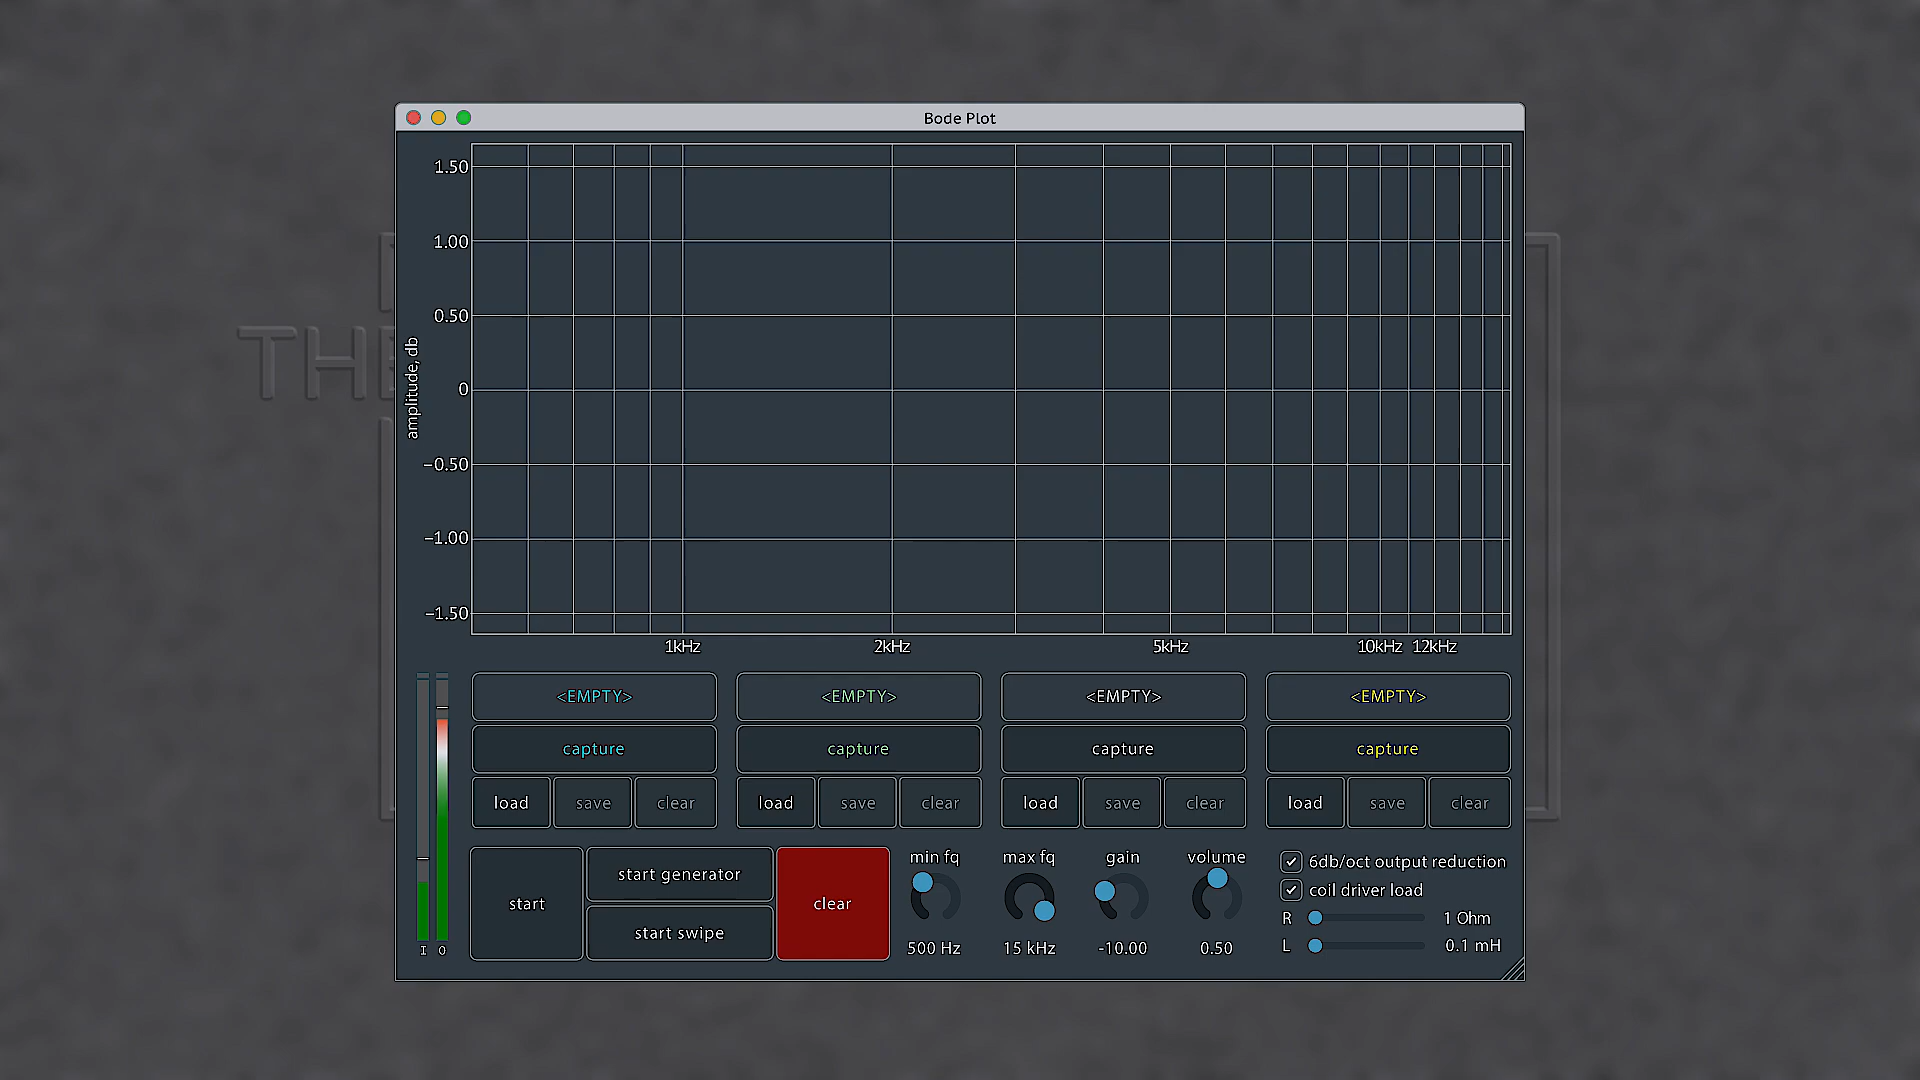 Bode Plot
1.50
1.00
0.50
0
−0.50
−1.00
−1.50
amplitude, db
1kHz 2kHz 5kHz 10kHz 12kHz
<EMPTY> <EMPTY> <EMPTY> <EMPTY>
capture capture capture capture
load save clear load save clear load save clear load save clear
start
start generator
start swipe
clear
min fq max fq gain volume
500 Hz 15 kHz -10.00 0.50
6db/oct output reduction
coil driver load
R 1 Ohm
L 0.1 mH
I O